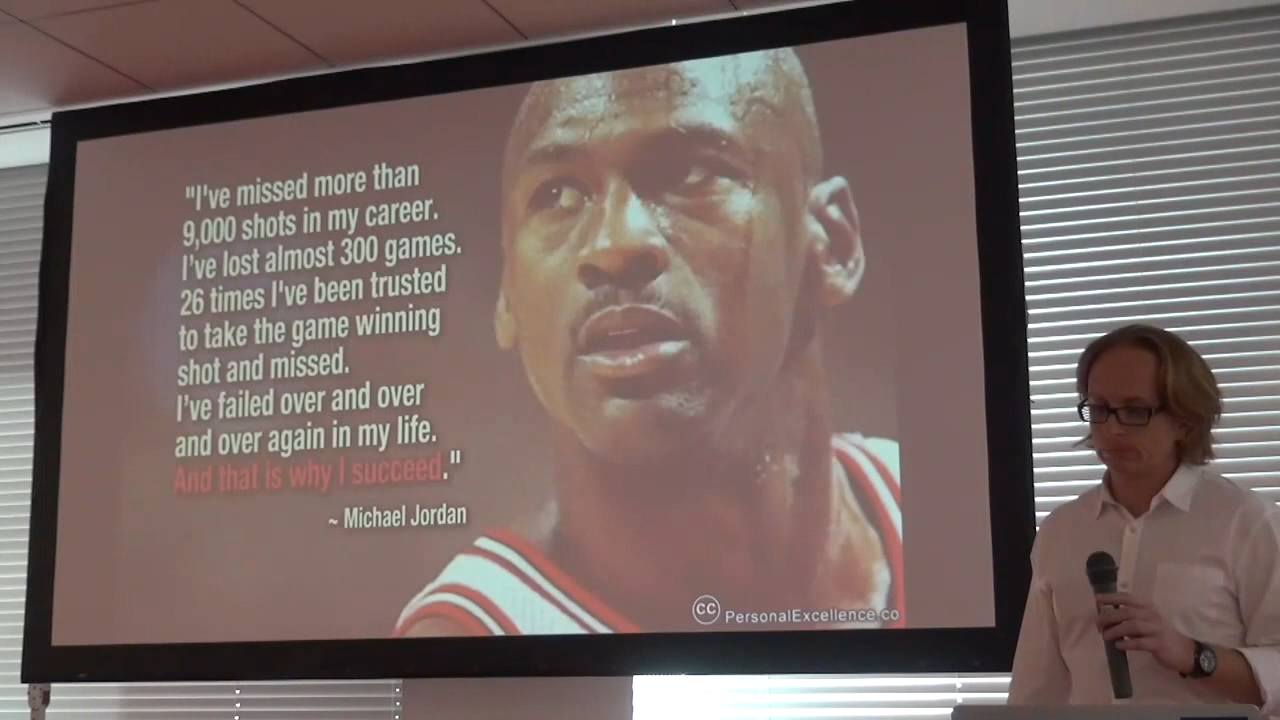 "I've missed more than
9,000 shots in my career.
I've lost almost 300 games.
26 times I've been trusted
to take the game winning
shot and missed.
I've failed over and over
and over again in my life.
And that is why I succeed."
~ Michael Jordan
cc PersonalExcellence.co